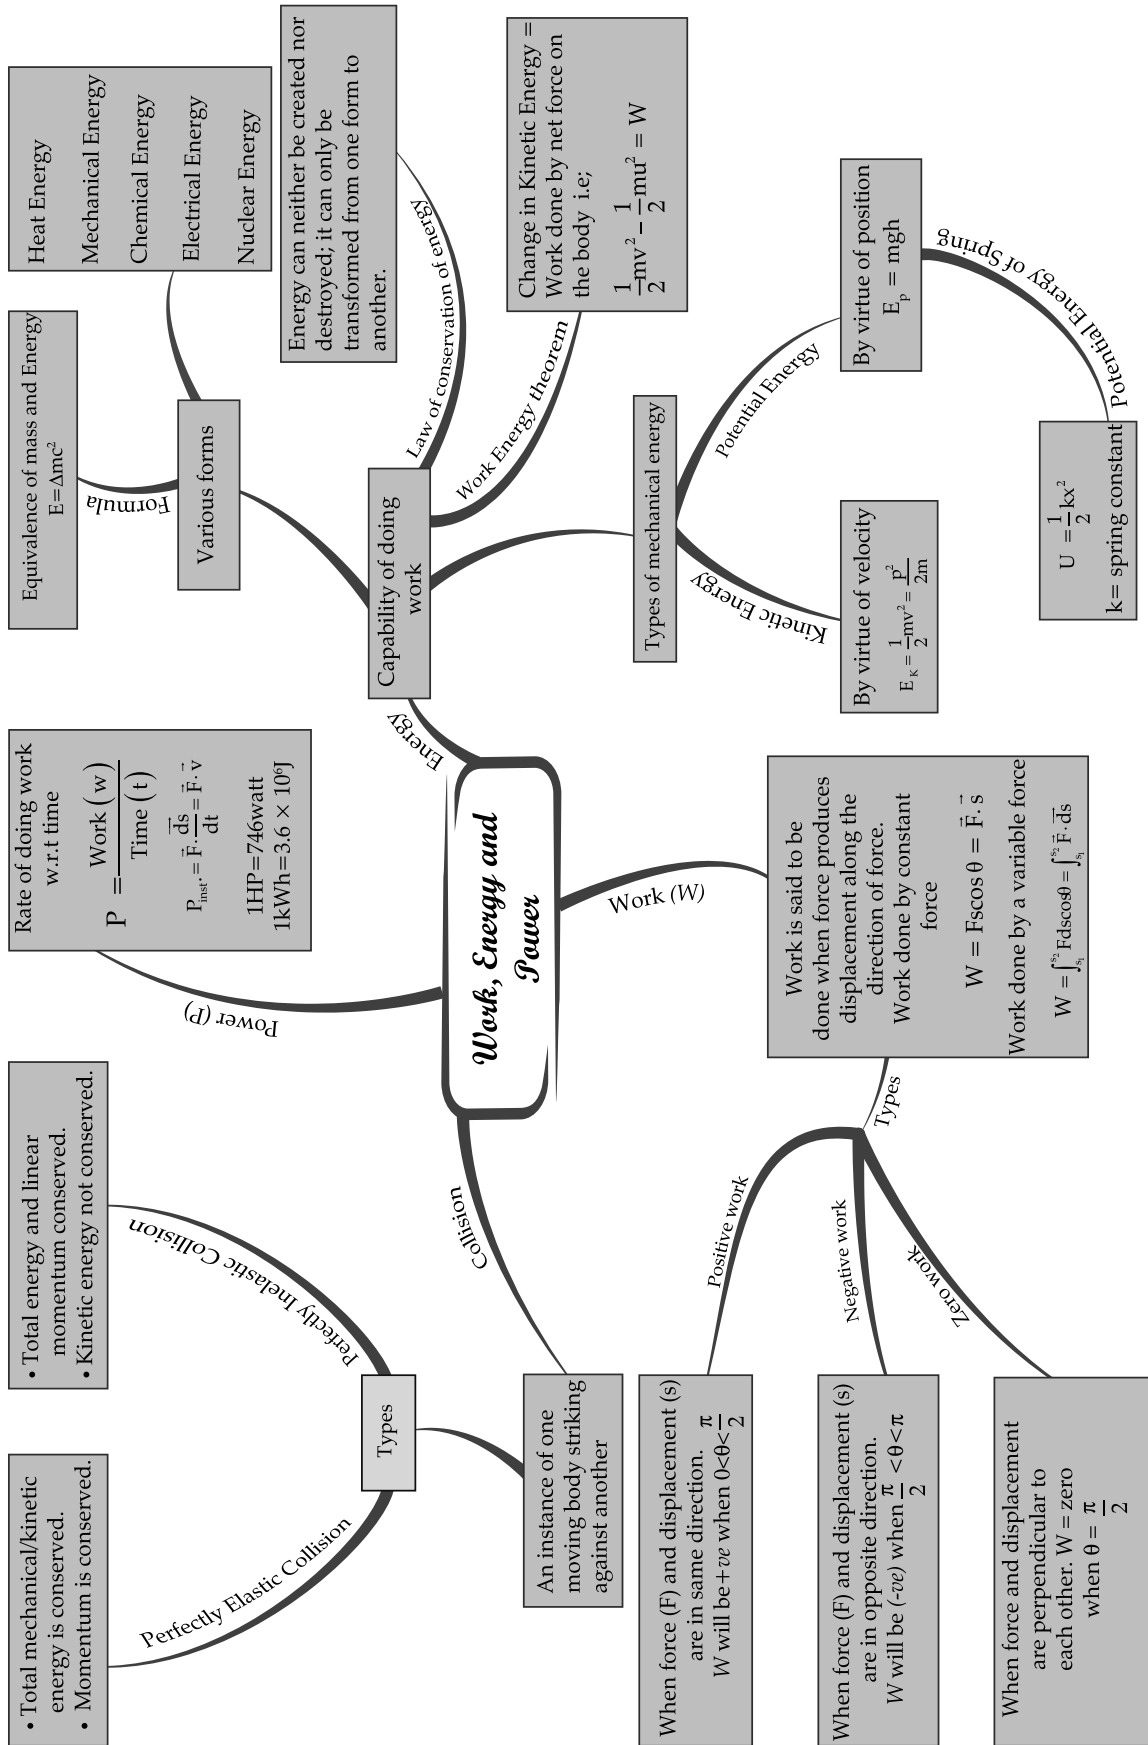 Work, Energy and
Power
Energy
Capability of doing
work
Various forms
Formula
Equivalence of mass and Energy
E=Δmc²
Heat Energy
Mechanical Energy
Chemical Energy
Electrical Energy
Nuclear Energy
Law of conservation of energy
Energy can neither be created nor
destroyed; it can only be
transformed from one form to
another.
Work Energy theorem
Change in Kinetic Energy =
Work done by net force on
the body i.e;
1/2 mv² − 1/2 mu² = W
Types of mechanical energy
Kinetic Energy
By virtue of velocity
E_K = 1/2 mv² = p²/2m
Potential Energy
By virtue of position
E_p = mgh
Potential Energy of Spring
U = 1/2 kx²
k= spring constant
Work (W)
Work is said to be
done when force produces
displacement along the
direction of force.
Work done by constant
force
W = Fscos θ = F⃗. s⃗
Work done by a variable force
W = ∫_s₁^s₂ Fdscosθ = ∫_s₁^s₂ F⃗. d⃗s
Types
Positive work
When force (F) and displacement (s)
are in same direction.
W will be+ve when 0<θ<π/2
Negative work
When force (F) and displacement (s)
are in opposite direction.
W will be (-ve) when π/2 <θ<π
Zero work
When force and displacement
are perpendicular to
each other. W=zero
when θ = π/2
Collision
An instance of one
moving body striking
against another
Types
Perfectly Elastic Collision
• Total mechanical/kinetic
energy is conserved.
• Momentum is conserved.
Perfectly Inelastic Collision
• Total energy and linear
momentum conserved.
• Kinetic energy not conserved.
Power (P)
Rate of doing work
w.r.t time
P = Work (w)/Time (t)
P_inst. = F⃗. d⃗s/dt = F⃗. v⃗
1HP=746watt
1kWh=3.6 × 10⁶J